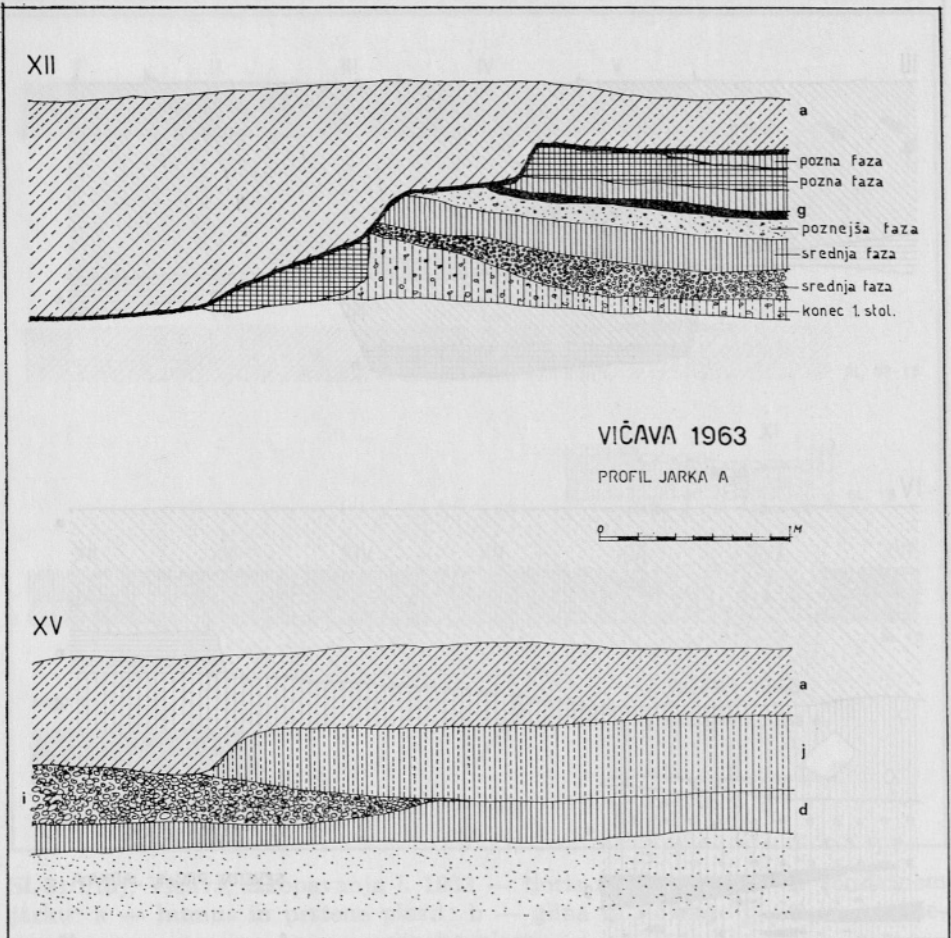 XII
a
pozna faza
pozna faza
g
poznejša faza
srednja faza
srednja faza
konec 1. stol.
VIČAVA 1963
PROFIL JARKA A
0 M
XV
a
j
i
d